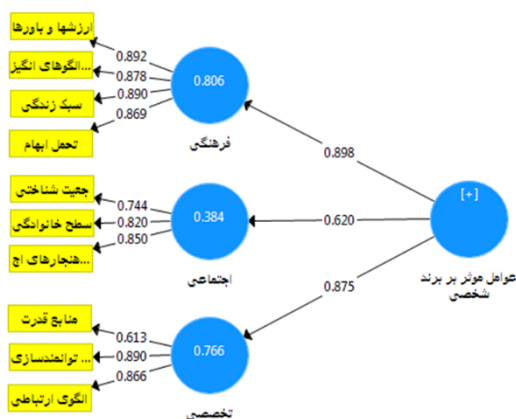 ارزشها و باورها
0.892
...الگوهای انگیز
0.878
سبک زندگی
0.890
تحمل ابهام
0.869
0.806
فرهنگی
0.898
جعیت شناختی
0.744
سطح خانوادگی
0.820
...هنجارهای اج
0.850
0.384
اجتماعی
0.620
[+]
عوامل موثر بر برند
شخصی
منابع قدرت
0.613
... توانمندسازی
0.890
الگوی ارتباطی
0.866
0.766
تخصصی
0.875